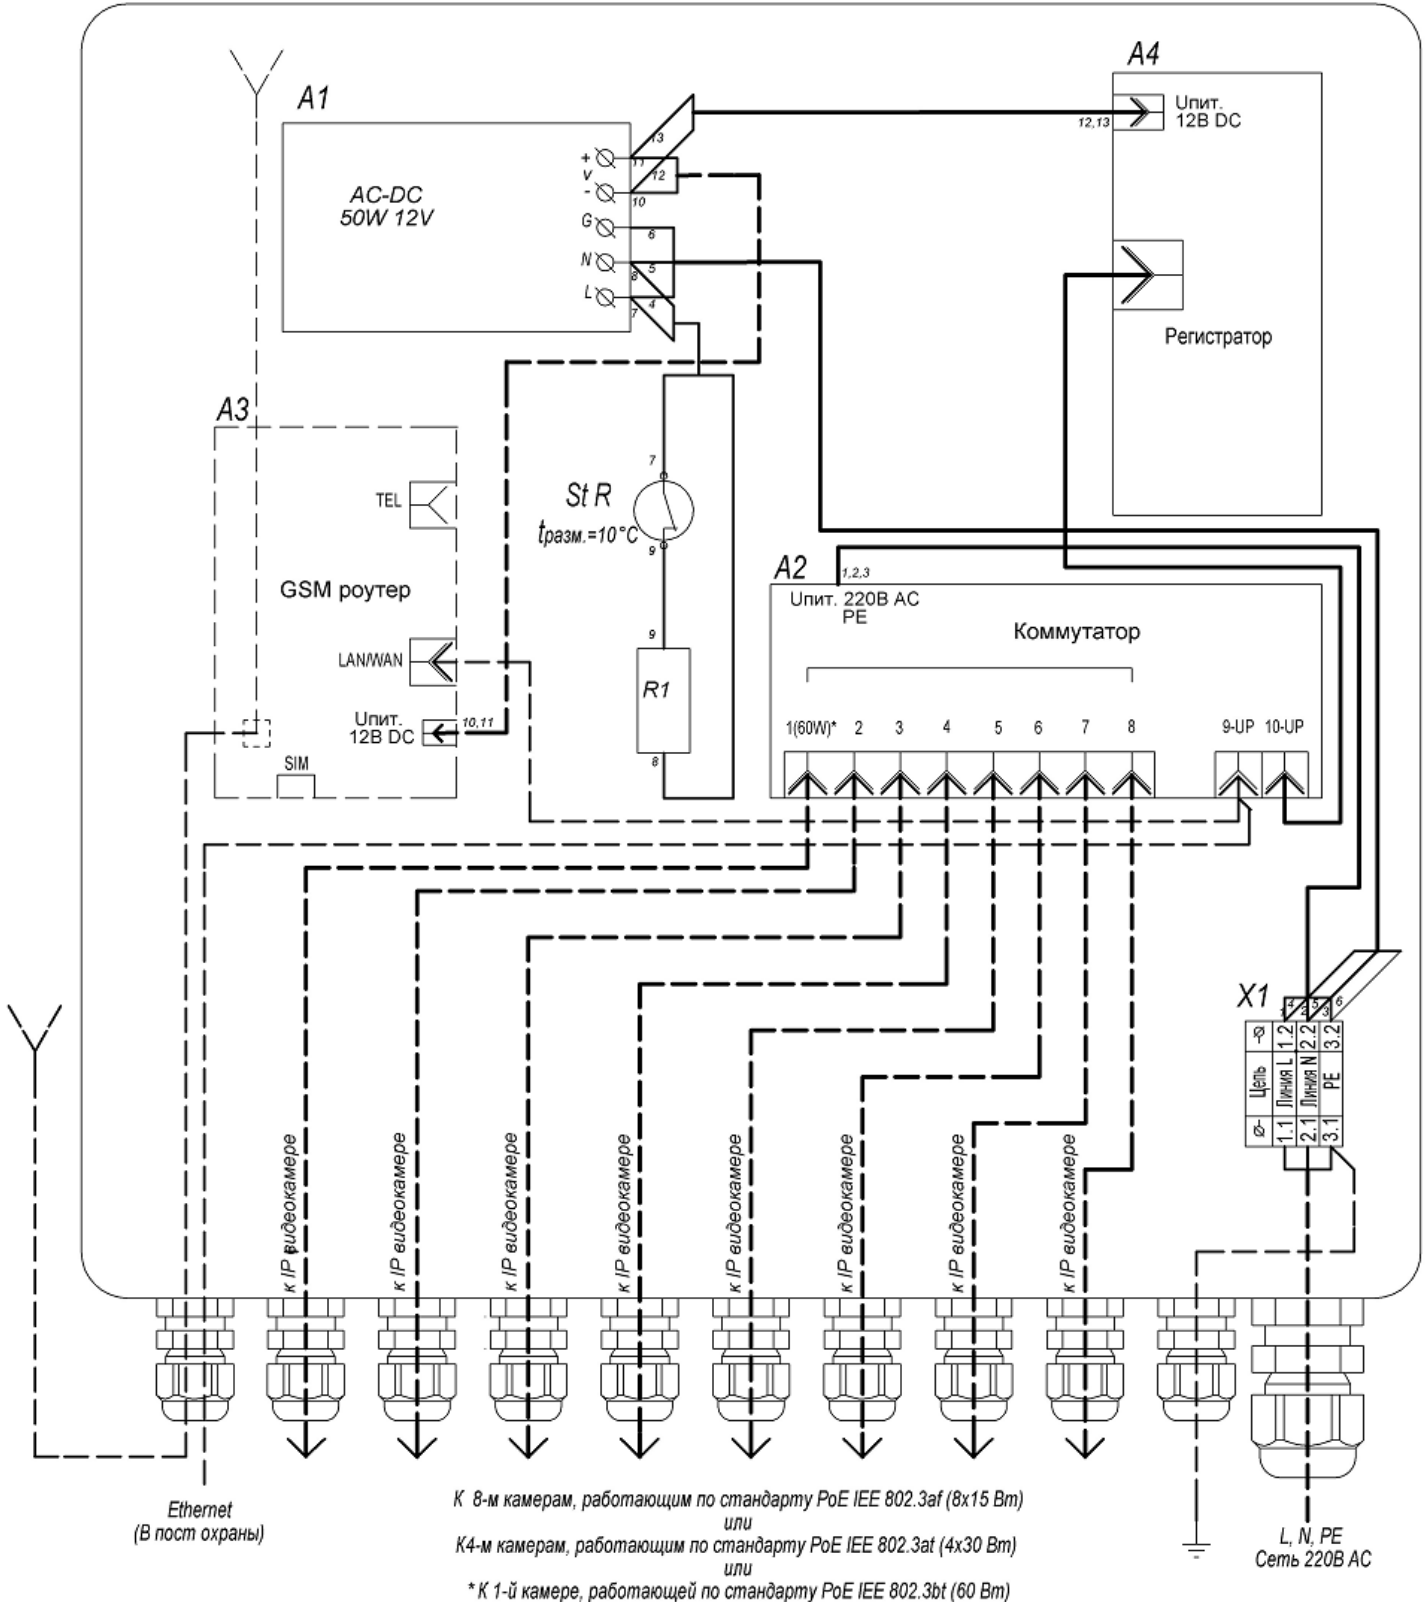 A4
Uпит.
12В DC
12,13
A1
AC-DC
50W 12V
+
V
-
G
N
L
13
11
12
10
6
5
8
4
7
Регистратор
A3
TEL
GSM роутер
LAN/WAN
Uпит.
12В DC
10,11
SIM
7
St R
tразм.=10°C
9
9
R1
8
A2
1,2,3
Uпит. 220В AC
PE
Коммутатор
1(60W)*
2
3
4
5
6
7
8
9-UP
10-UP
X1
4
5
6
1
2
3
Цепь
1.2
2.2
3.2
Линия L
Линия N
PE
1.1
2.1
3.1
к IP видеокамере
к IP видеокамере
к IP видеокамере
к IP видеокамере
к IP видеокамере
к IP видеокамере
к IP видеокамере
к IP видеокамере
Ethernet
(В пост охраны)
К 8-м камерам, работающим по стандарту PoE IEE 802.3af (8x15 Вт)
или
К4-м камерам, работающим по стандарту PoE IEE 802.3at (4x30 Вт)
или
* К 1-й камере, работающей по стандарту PoE IEE 802.3bt (60 Вт)
L, N, PE
Сеть 220В AC